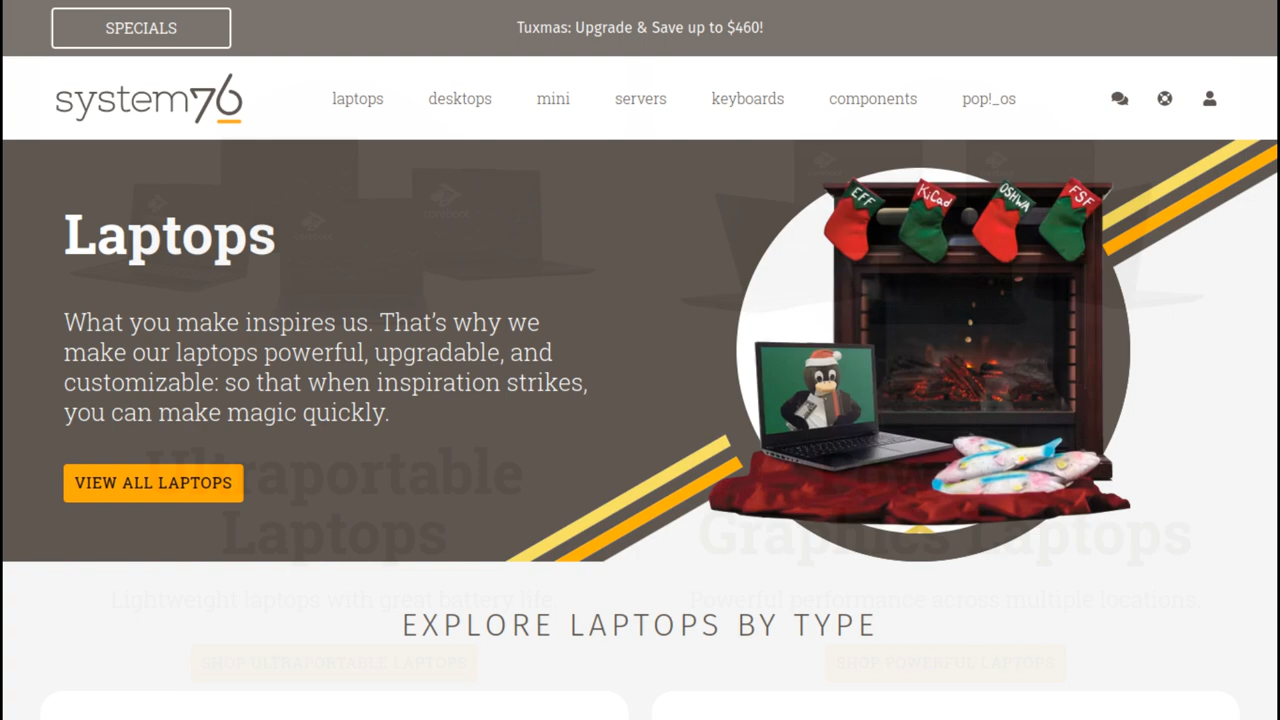 SPECIALS
Tuxmas: Upgrade & Save up to $460!
system76
laptops
desktops
mini
servers
keyboards
components
pop!_os
Laptops
EFF
KiCad
OSHWA
FSF
What you make inspires us. That's why we
make our laptops powerful, upgradable, and
customizable: so that when inspiration strikes,
you can make magic quickly.
VIEW ALL LAPTOPS
Ultraportable
Laptops
Graphics Laptops
Lightweight laptops with great battery life.
Powerful performance across multiple locations.
EXPLORE LAPTOPS BY TYPE
SHOP ULTRAPORTABLE LAPTOPS
SHOP POWERFUL LAPTOPS